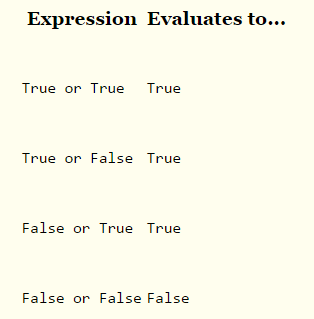 Expression Evaluates to...
True or True True
True or False True
False or True True
False or False False